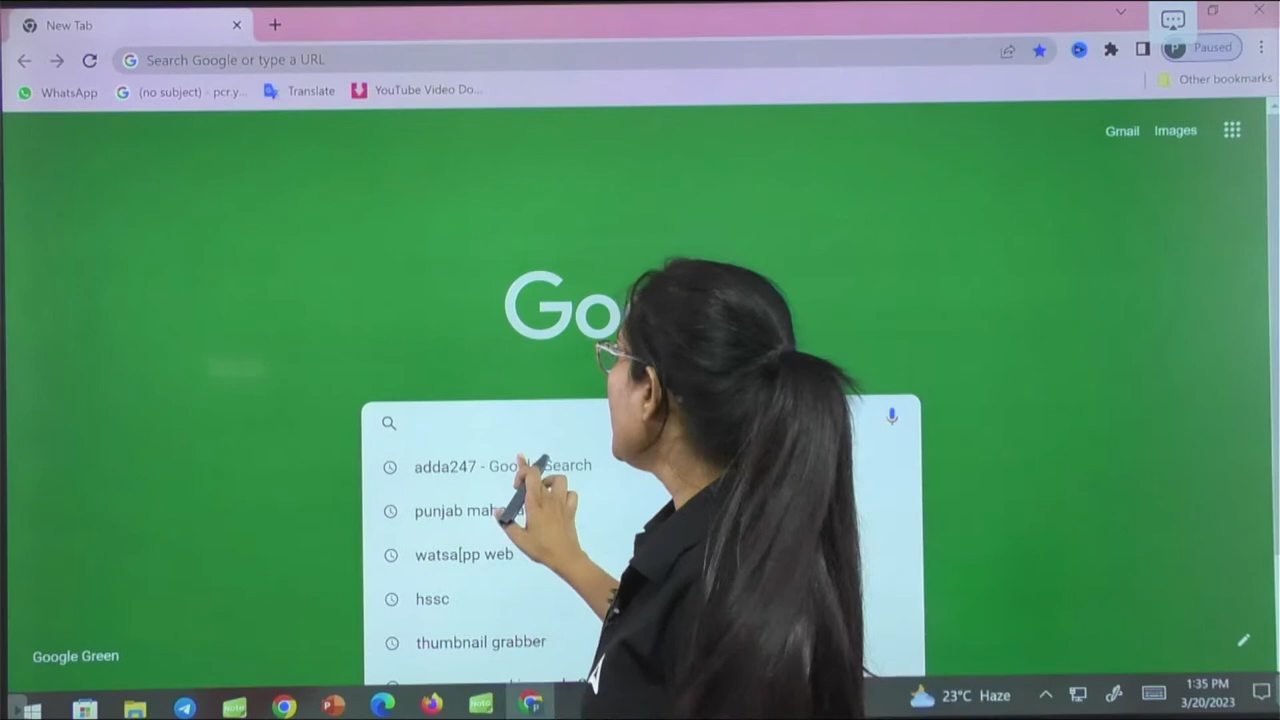 New Tab
Search Google or type a URL
P Paused
WhatsApp (no subject) - pcr.y... Translate YouTube Video Do... Other bookmarks
Gmail Images
Go
adda247 - Google Search
punjab
watsa[pp web
hssc
thumbnail grabber
Google Green
23°C Haze
1:35 PM
3/20/2023